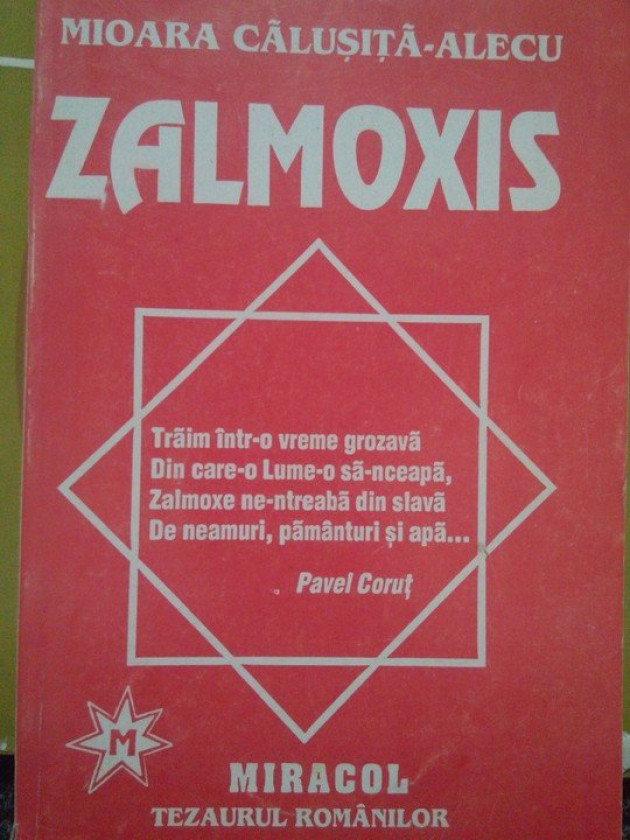 MIOARA CĂLUȘIȚĂ-ALECU
ZALMOXIS
Trăim într-o vreme grozavă
Din care-o Lume-o să-nceapă,
Zalmoxe ne-ntreabă din slavă
De neamuri, pământuri și apă...
Pavel Coruț
M
MIRACOL
TEZAURUL ROMÂNILOR